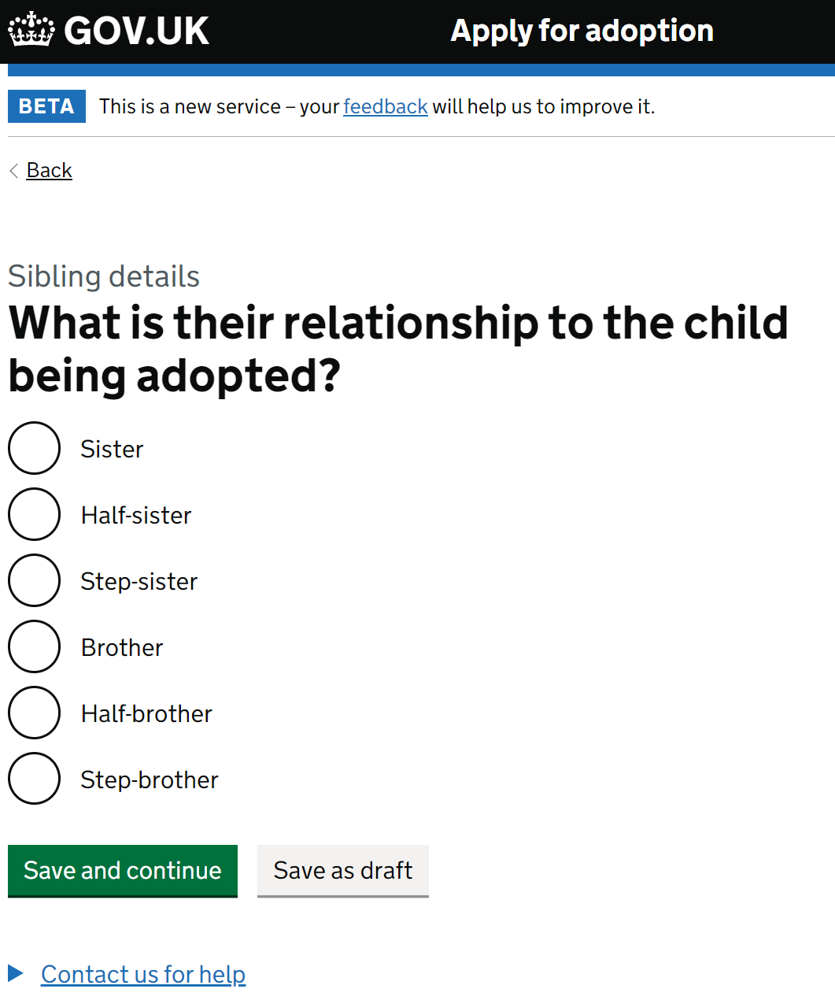 GOV.UK Apply for adoption
BETA This is a new service – your feedback will help us to improve it.
Back
Sibling details
What is their relationship to the child
being adopted?
Sister
Half-sister
Step-sister
Brother
Half-brother
Step-brother
Save and continue Save as draft
Contact us for help